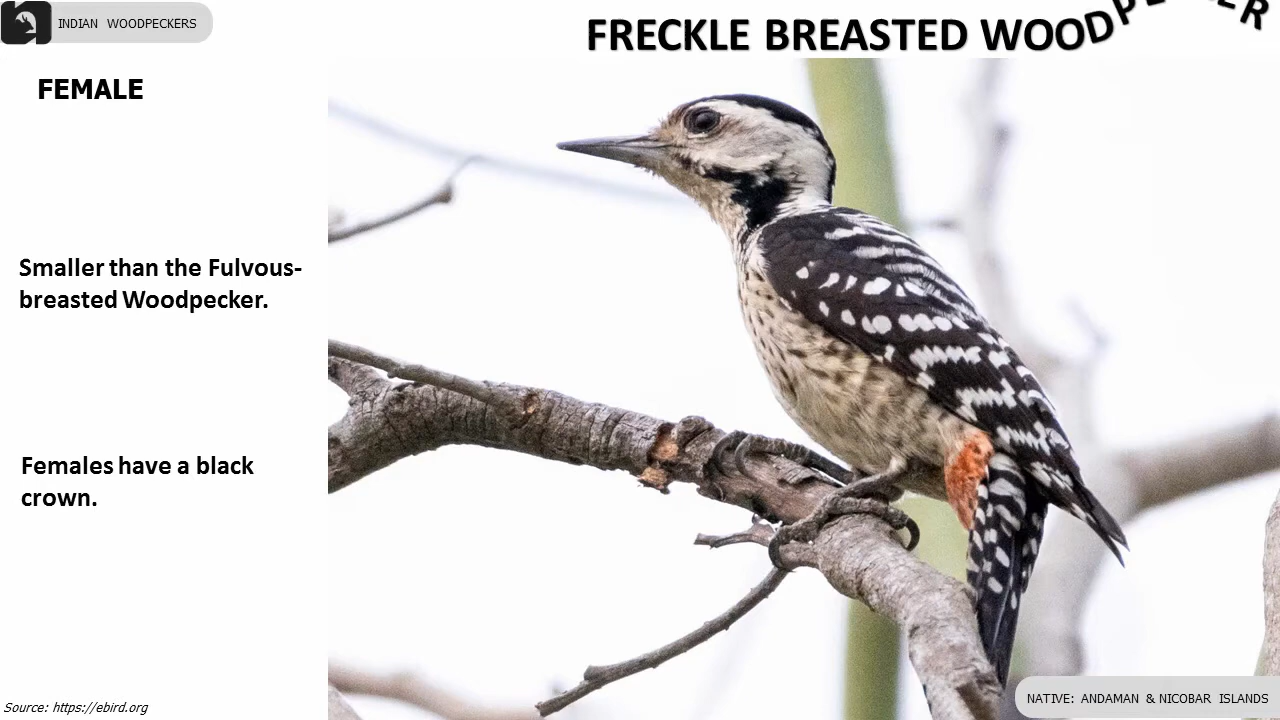 INDIAN WOODPECKERS
FRECKLE BREASTED WOODPECKER
FEMALE
Smaller than the Fulvous-
breasted Woodpecker.
Females have a black
crown.
Source: https://ebird.org
NATIVE: ANDAMAN & NICOBAR ISLANDS